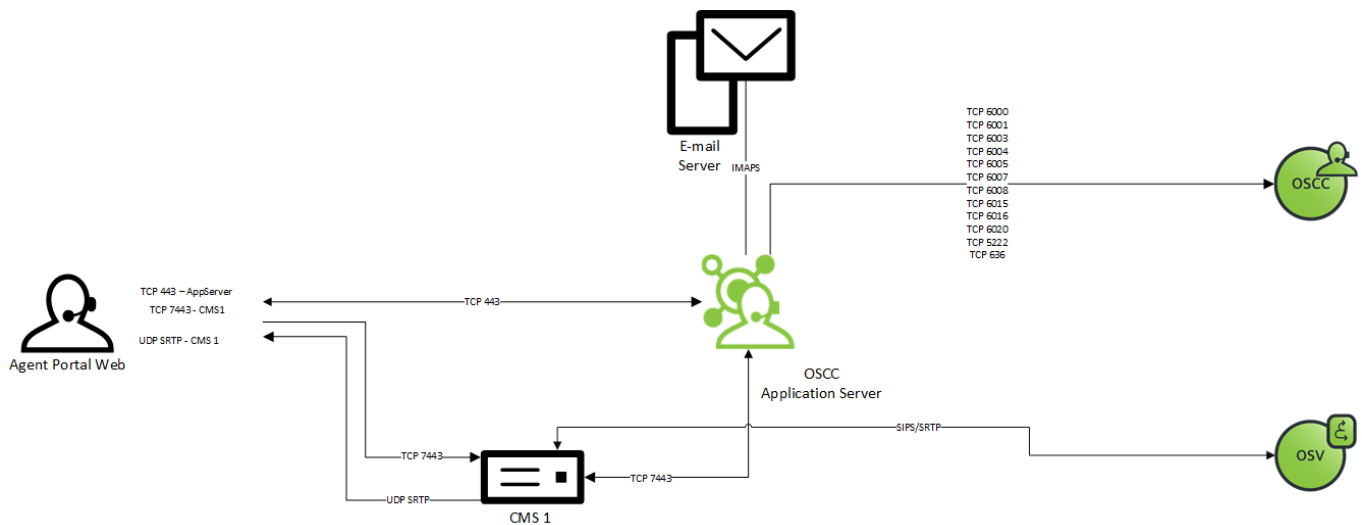 E-mail
Server
IMAPS
TCP 6000
TCP 6001
TCP 6003
TCP 6004
TCP 6005
TCP 6007
TCP 6008
TCP 6015
TCP 6016
TCP 6020
TCP 5222
TCP 636
OSCC
TCP 443 – AppServer
TCP 7443 - CMS1
UDP SRTP - CMS 1
Agent Portal Web
TCP 443
OSCC
Application Server
SIPS/SRTP
OSV
TCP 7443
TCP 7443
UDP SRTP
CMS 1